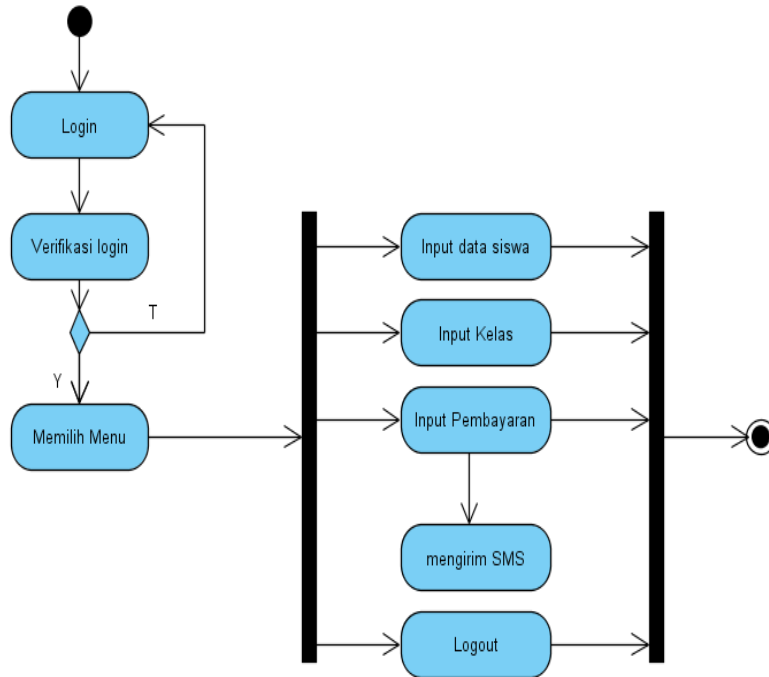 Login
Verifikasi login
T
Y
Memilih Menu
Input data siswa
Input Kelas
Input Pembayaran
mengirim SMS
Logout